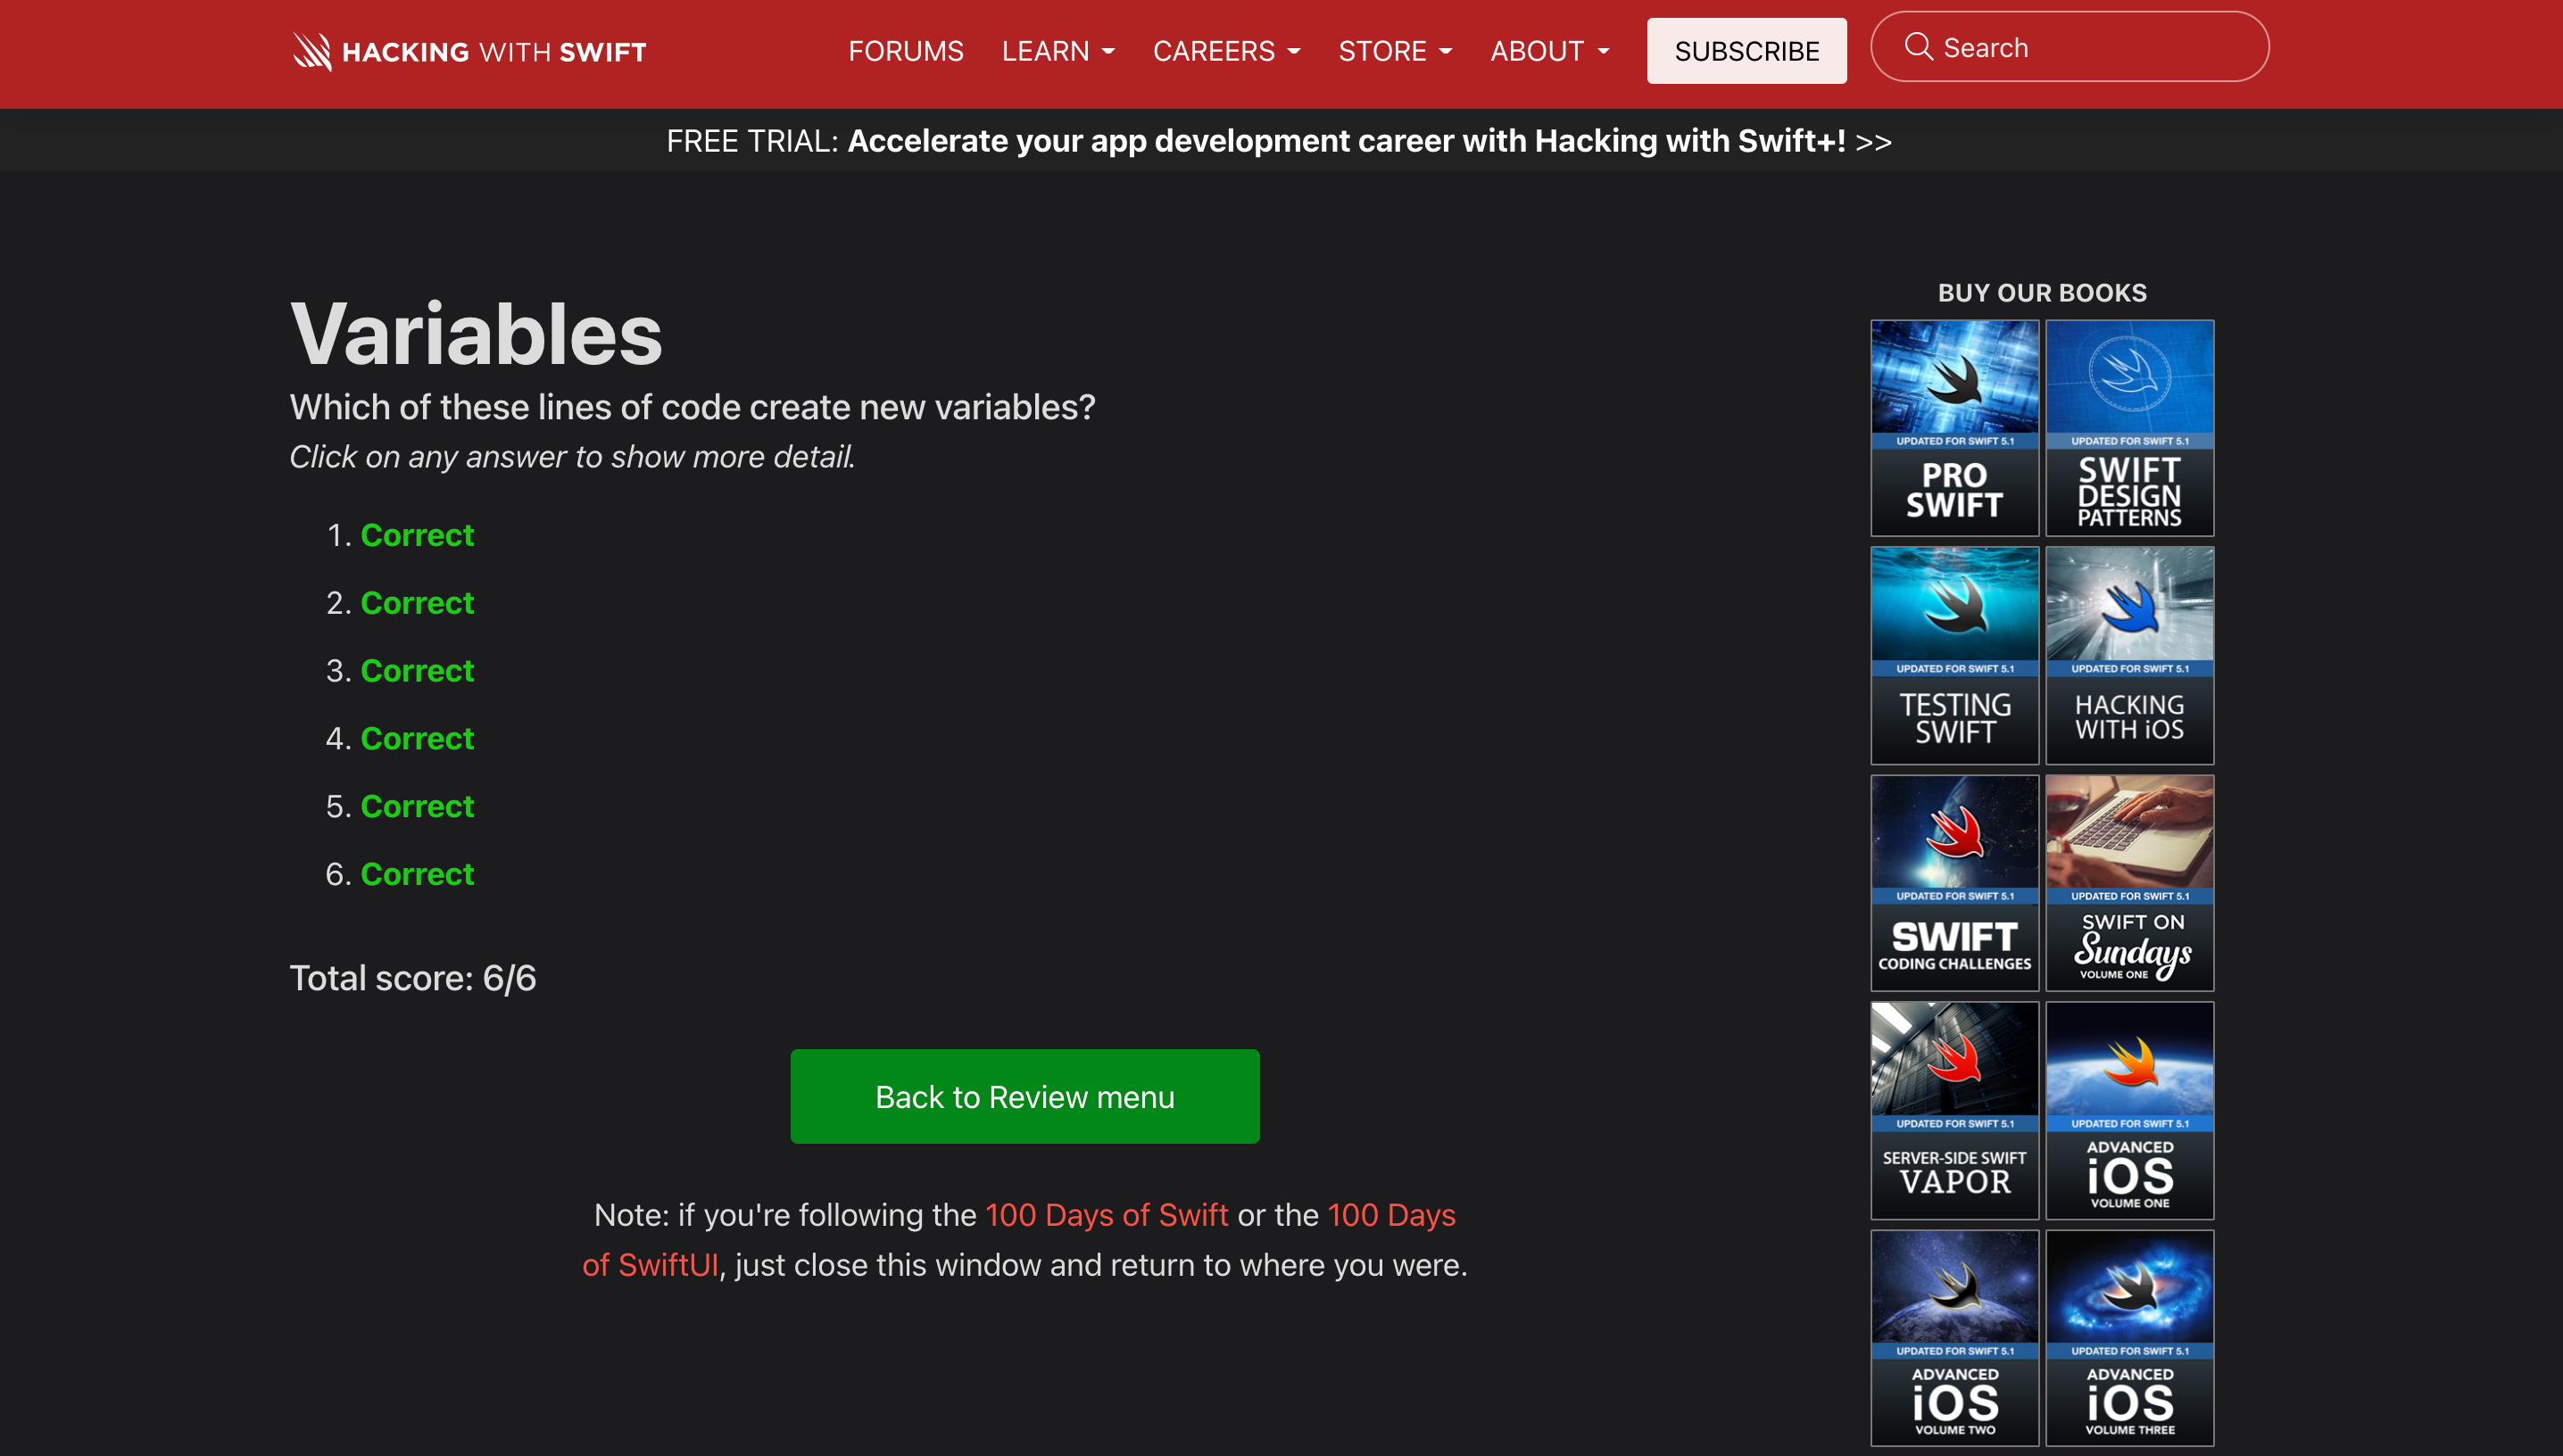 HACKING WITH SWIFT
FORUMS
LEARN
CAREERS
STORE
ABOUT
SUBSCRIBE
Search
FREE TRIAL: Accelerate your app development career with Hacking with Swift+! >>
Variables
Which of these lines of code create new variables?
Click on any answer to show more detail.
1. Correct
2. Correct
3. Correct
4. Correct
5. Correct
6. Correct
Total score: 6/6
Back to Review menu
Note: if you're following the 100 Days of Swift or the 100 Days
of SwiftUI, just close this window and return to where you were.
BUY OUR BOOKS
UPDATED FOR SWIFT 5.1
PRO
SWIFT
UPDATED FOR SWIFT 5.1
SWIFT
DESIGN
PATTERNS
UPDATED FOR SWIFT 5.1
TESTING
SWIFT
UPDATED FOR SWIFT 5.1
HACKING
WITH iOS
UPDATED FOR SWIFT 5.1
SWIFT
CODING CHALLENGES
UPDATED FOR SWIFT 5.1
SWIFT ON
Sundays
VOLUME ONE
UPDATED FOR SWIFT 5.1
SERVER-SIDE SWIFT
VAPOR
UPDATED FOR SWIFT 5.1
ADVANCED
iOS
VOLUME ONE
UPDATED FOR SWIFT 5.1
ADVANCED
iOS
VOLUME TWO
UPDATED FOR SWIFT 5.1
ADVANCED
iOS
VOLUME THREE